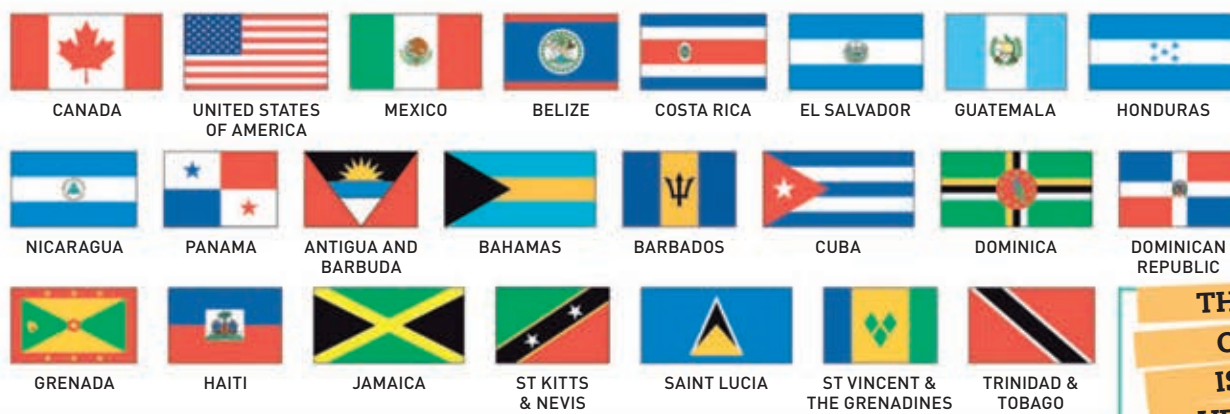 CANADA
UNITED STATES
OF AMERICA
MEXICO
BELIZE
COSTA RICA
EL SALVADOR
GUATEMALA
HONDURAS
NICARAGUA
PANAMA
ANTIGUA AND
BARBUDA
BAHAMAS
BARBADOS
CUBA
DOMINICA
DOMINICAN
REPUBLIC
GRENADA
HAITI
JAMAICA
ST KITTS
& NEVIS
SAINT LUCIA
ST VINCENT &
THE GRENADINES
TRINIDAD &
TOBAGO